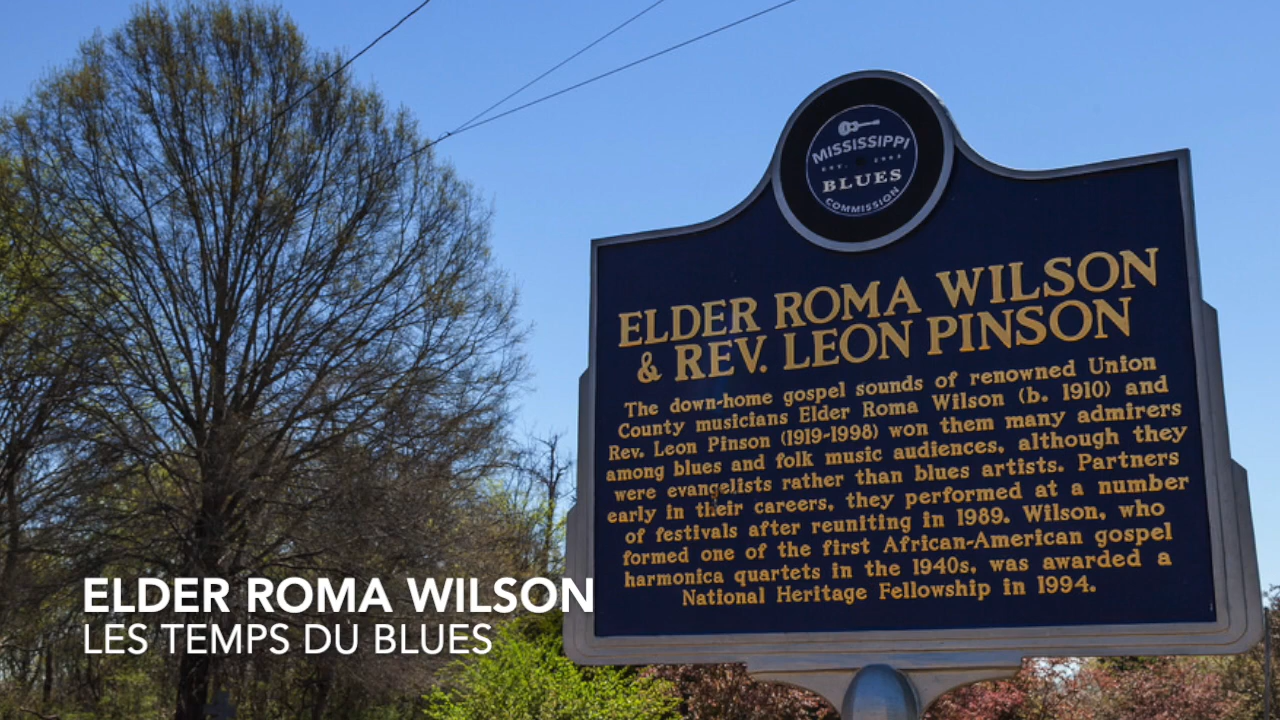 MISSISSIPPI
EST. 2003
BLUES
COMMISSION
ELDER ROMA WILSON
& REV. LEON PINSON
The down-home gospel sounds of renowned Union
County musicians Elder Roma Wilson (b. 1910) and
Rev. Leon Pinson (1919-1998) won them many admirers
among blues and folk music audiences, although they
were evangelists rather than blues artists. Partners
early in their careers, they performed at a number
of festivals after reuniting in 1989. Wilson, who
formed one of the first African-American gospel
harmonica quartets in the 1940s, was awarded a
National Heritage Fellowship in 1994.
ELDER ROMA WILSON
LES TEMPS DU BLUES